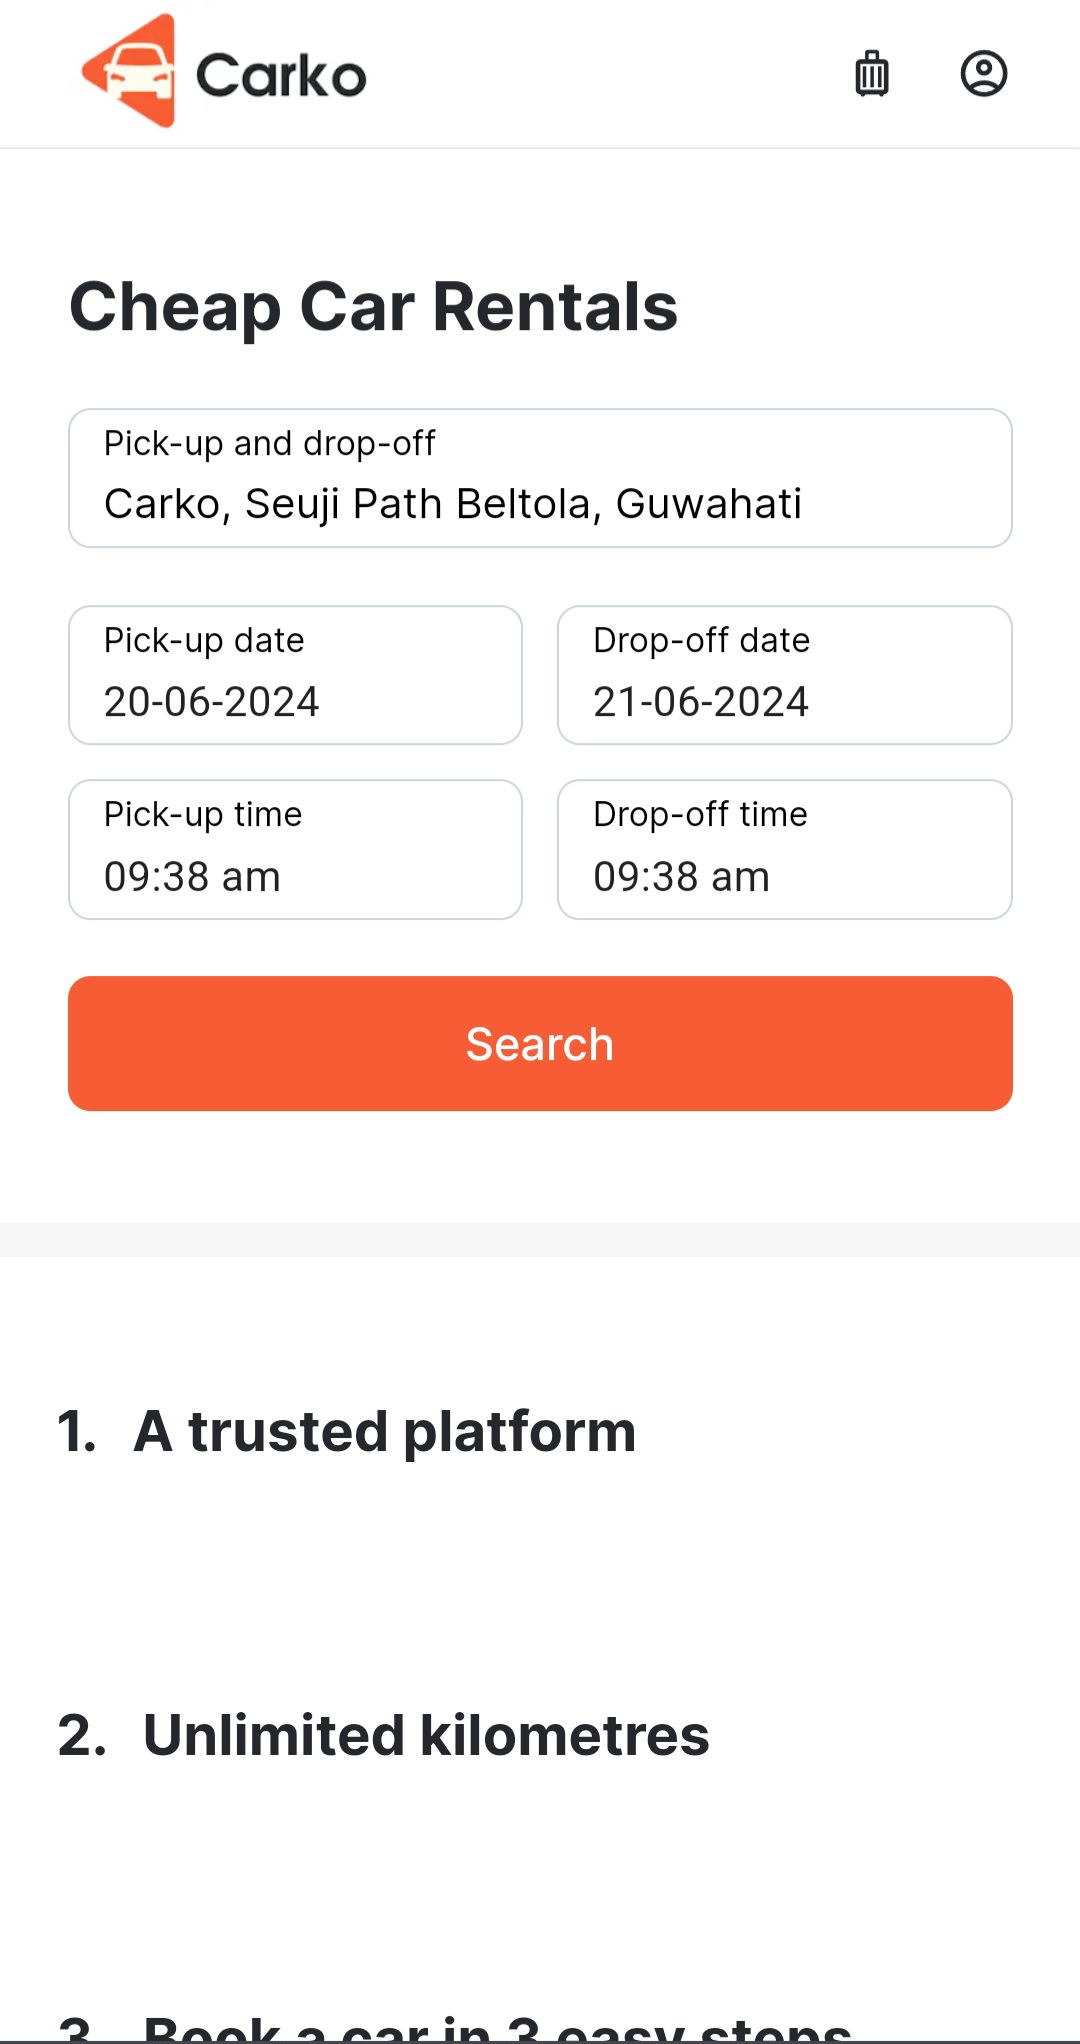 Carko
Cheap Car Rentals
Pick-up and drop-off
Carko, Seuji Path Beltola, Guwahati
Pick-up date
20-06-2024
Drop-off date
21-06-2024
Pick-up time
09:38 am
Drop-off time
09:38 am
Search
1. A trusted platform
2. Unlimited kilometres
3. Book a car in 3 easy steps